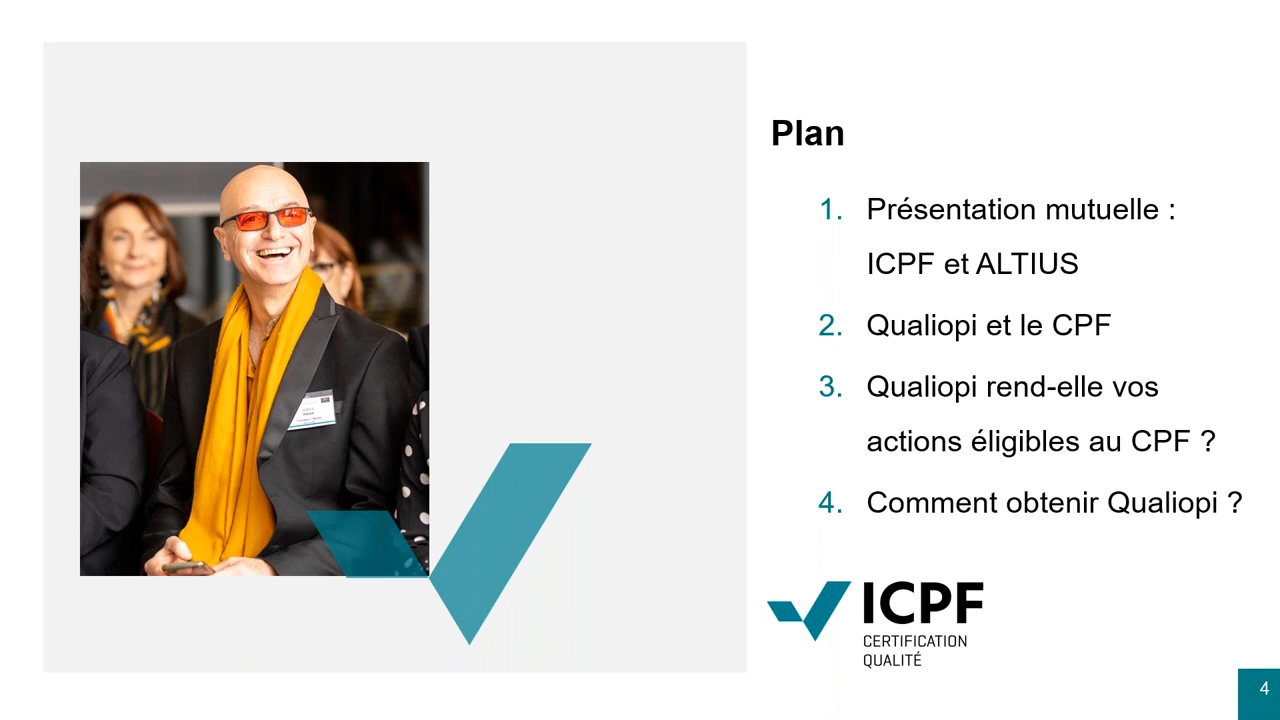 Plan
1. Présentation mutuelle :
ICPF et ALTIUS
2. Qualiopi et le CPF
3. Qualiopi rend-elle vos
actions éligibles au CPF ?
4. Comment obtenir Qualiopi ?
ICPF
CERTIFICATION
QUALITÉ
4